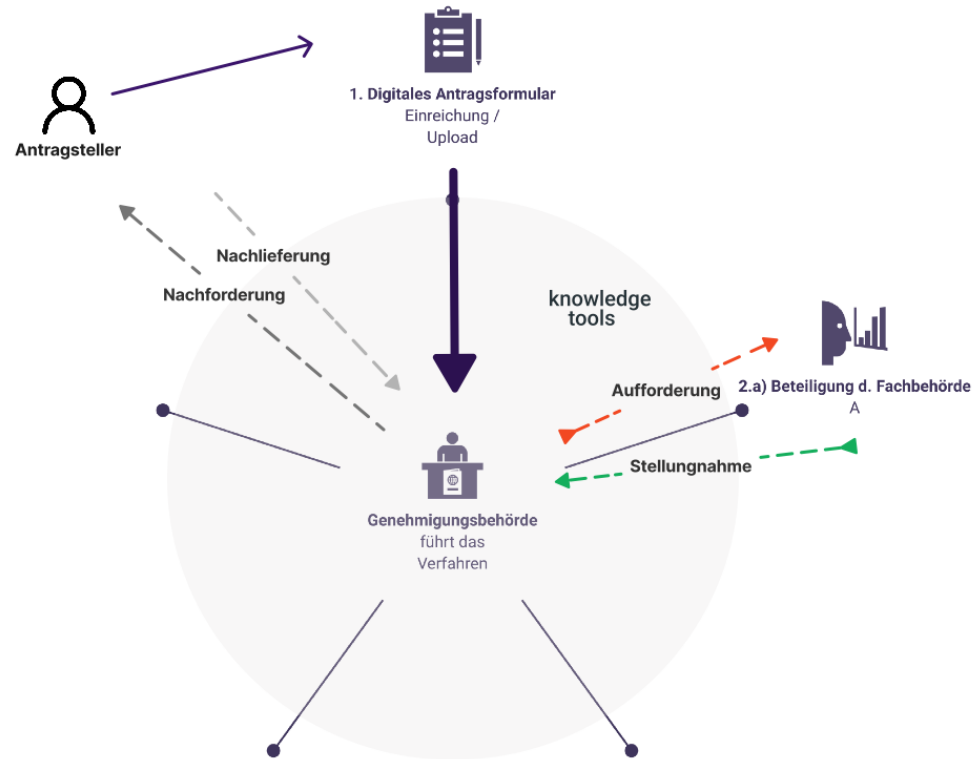 1. Digitales Antragsformular
Einreichung /
Upload
Antragsteller
Nachlieferung
Nachforderung
knowledge
tools
Aufforderung
2.a) Beteiligung d. Fachbehörde
A
Stellungnahme
Genehmigungsbehörde
führt das
Verfahren